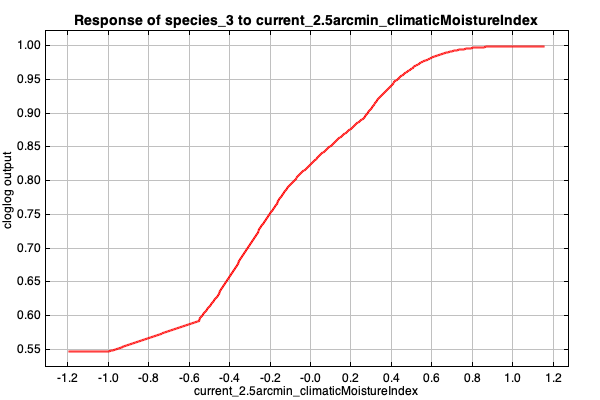 Response of species_3 to current_2.5arcmin_climaticMoistureIndex
1.00
0.95
0.90
0.85
0.80
0.75
0.70
0.65
0.60
0.55
cloglog output
-1.2 -1.0 -0.8 -0.6 -0.4 -0.2 -0.0 0.2 0.4 0.6 0.8 1.0 1.2
current_2.5arcmin_climaticMoistureIndex